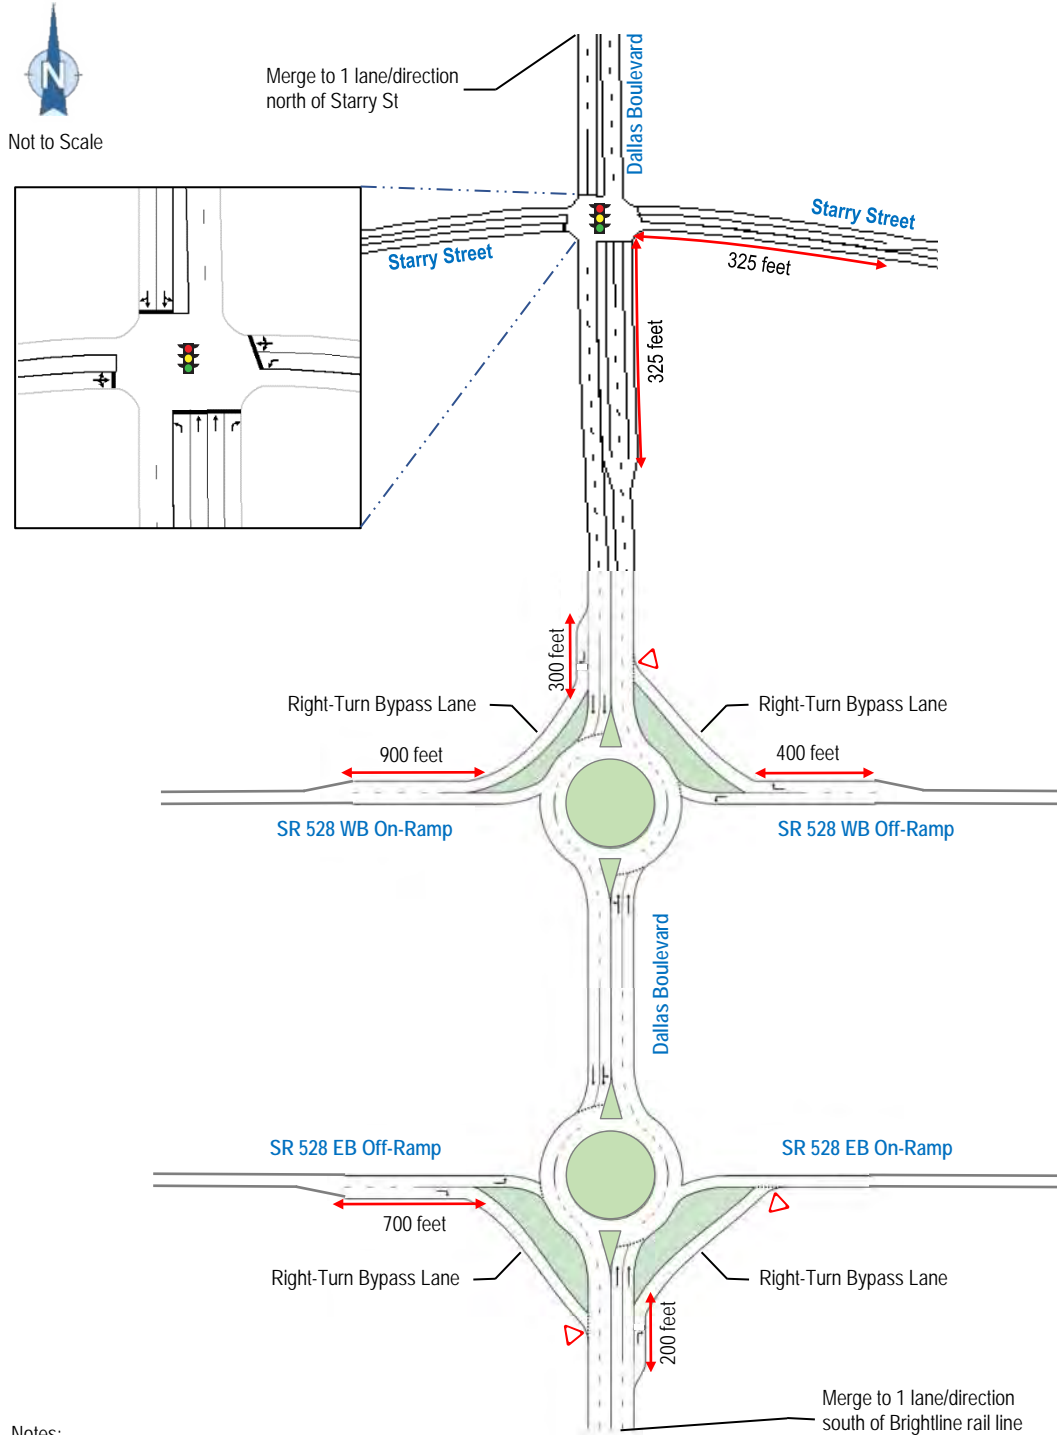 N
Not to Scale
Merge to 1 lane/direction
north of Starry St
Dallas Boulevard
Starry Street
Starry Street
325 feet
325 feet
300 feet
Right-Turn Bypass Lane
Right-Turn Bypass Lane
900 feet
400 feet
SR 528 WB On-Ramp
SR 528 WB Off-Ramp
Dallas Boulevard
SR 528 EB Off-Ramp
SR 528 EB On-Ramp
700 feet
Right-Turn Bypass Lane
Right-Turn Bypass Lane
200 feet
Merge to 1 lane/direction
south of Brightline rail line
Notes: